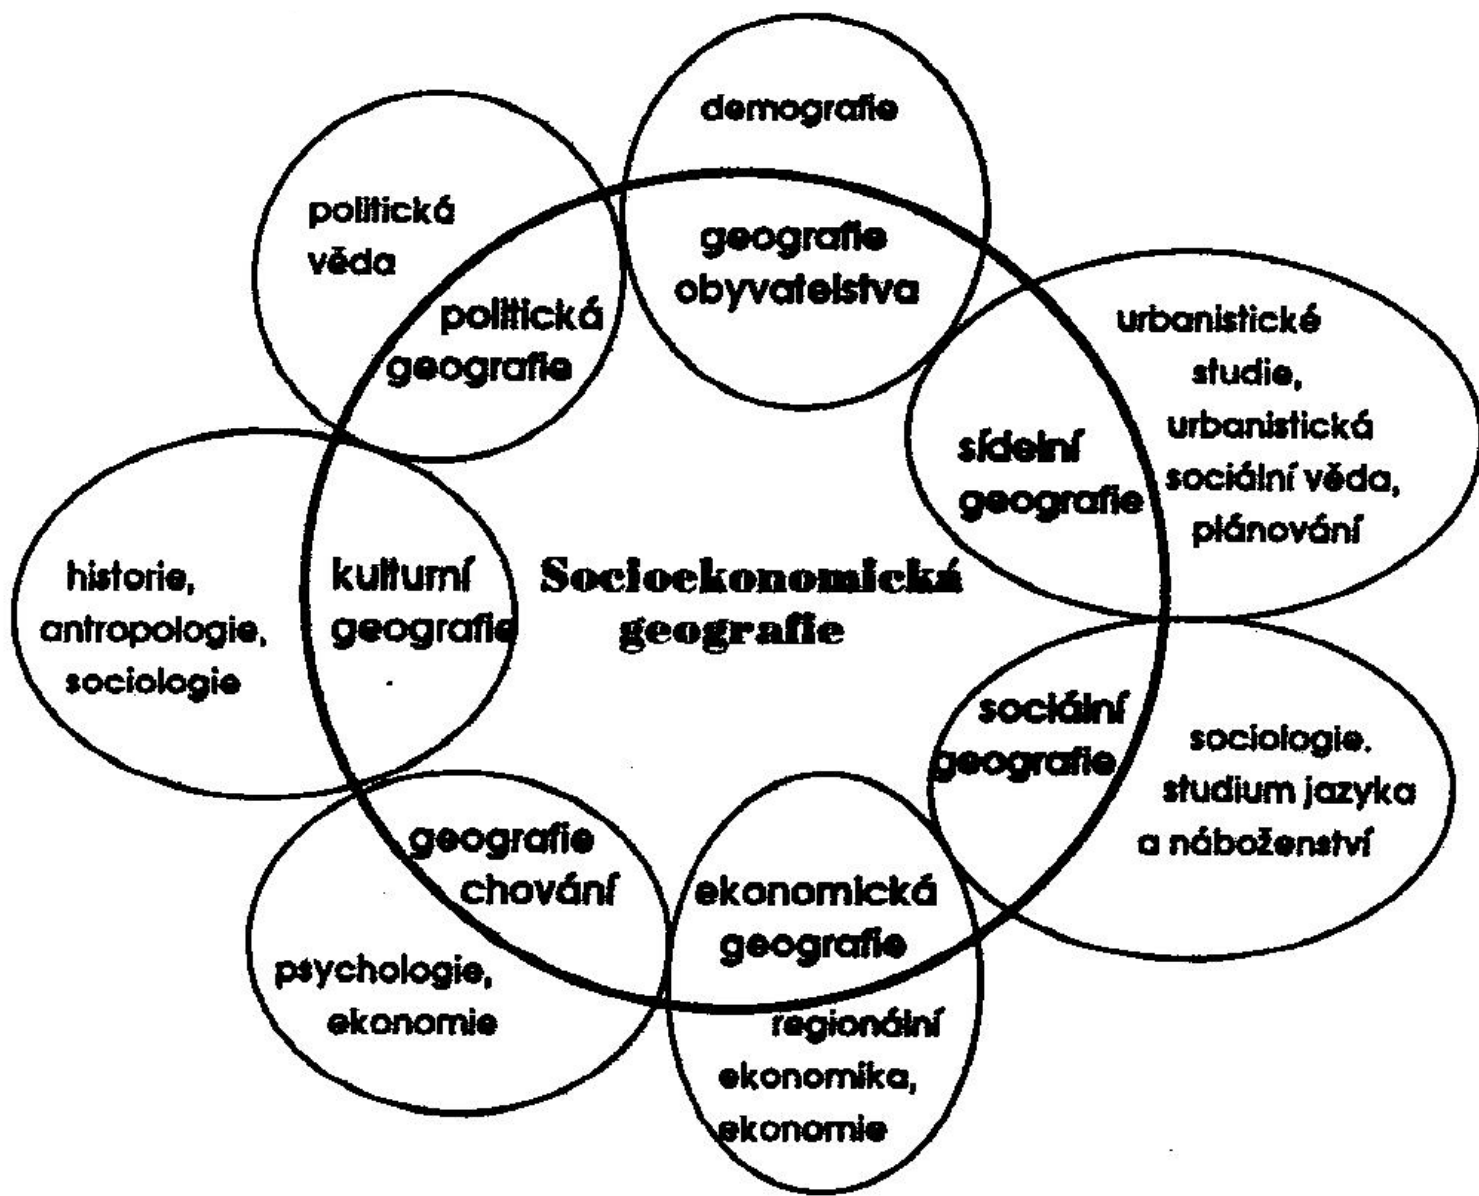 demografie
geografie
obyvatelstva
politická
věda
politická
geografie
urbanistické
studie,
urbanistická
sociální věda,
plánování
sídelní
geografie
historie,
antropologie,
sociologie
kulturní
geografie
Socioekonomická
geografie
sociální
geografie
sociologie.
studium jazyka
a náboženství
geografie
chování
psychologie,
ekonomie
ekonomická
geografie
regionální
ekonomika,
ekonomie